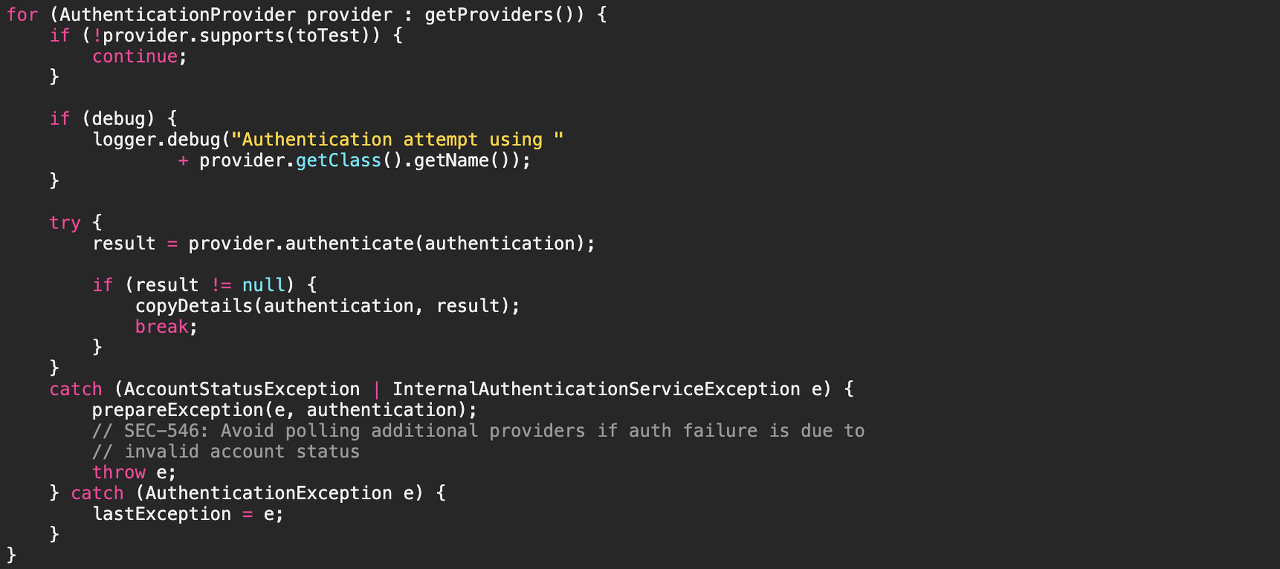 for (AuthenticationProvider provider : getProviders()) {
    if (!provider.supports(toTest)) {
        continue;
    }

    if (debug) {
        logger.debug("Authentication attempt using "
                + provider.getClass().getName());
    }

    try {
        result = provider.authenticate(authentication);

        if (result != null) {
            copyDetails(authentication, result);
            break;
        }
    }
    catch (AccountStatusException | InternalAuthenticationServiceException e) {
        prepareException(e, authentication);
        // SEC-546: Avoid polling additional providers if auth failure is due to
        // invalid account status
        throw e;
    } catch (AuthenticationException e) {
        lastException = e;
    }
}